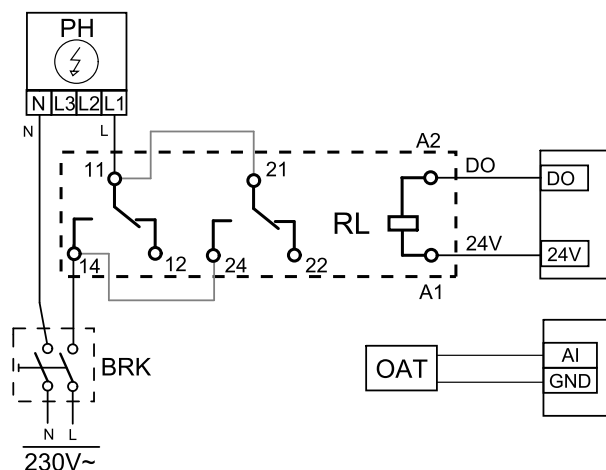 PH
N L3 L2 L1
N L
A2
11 21 DO
DO
RL
24V
24V
14 12 24 22
A1
BRK
OAT
AI
GND
N L
230V~